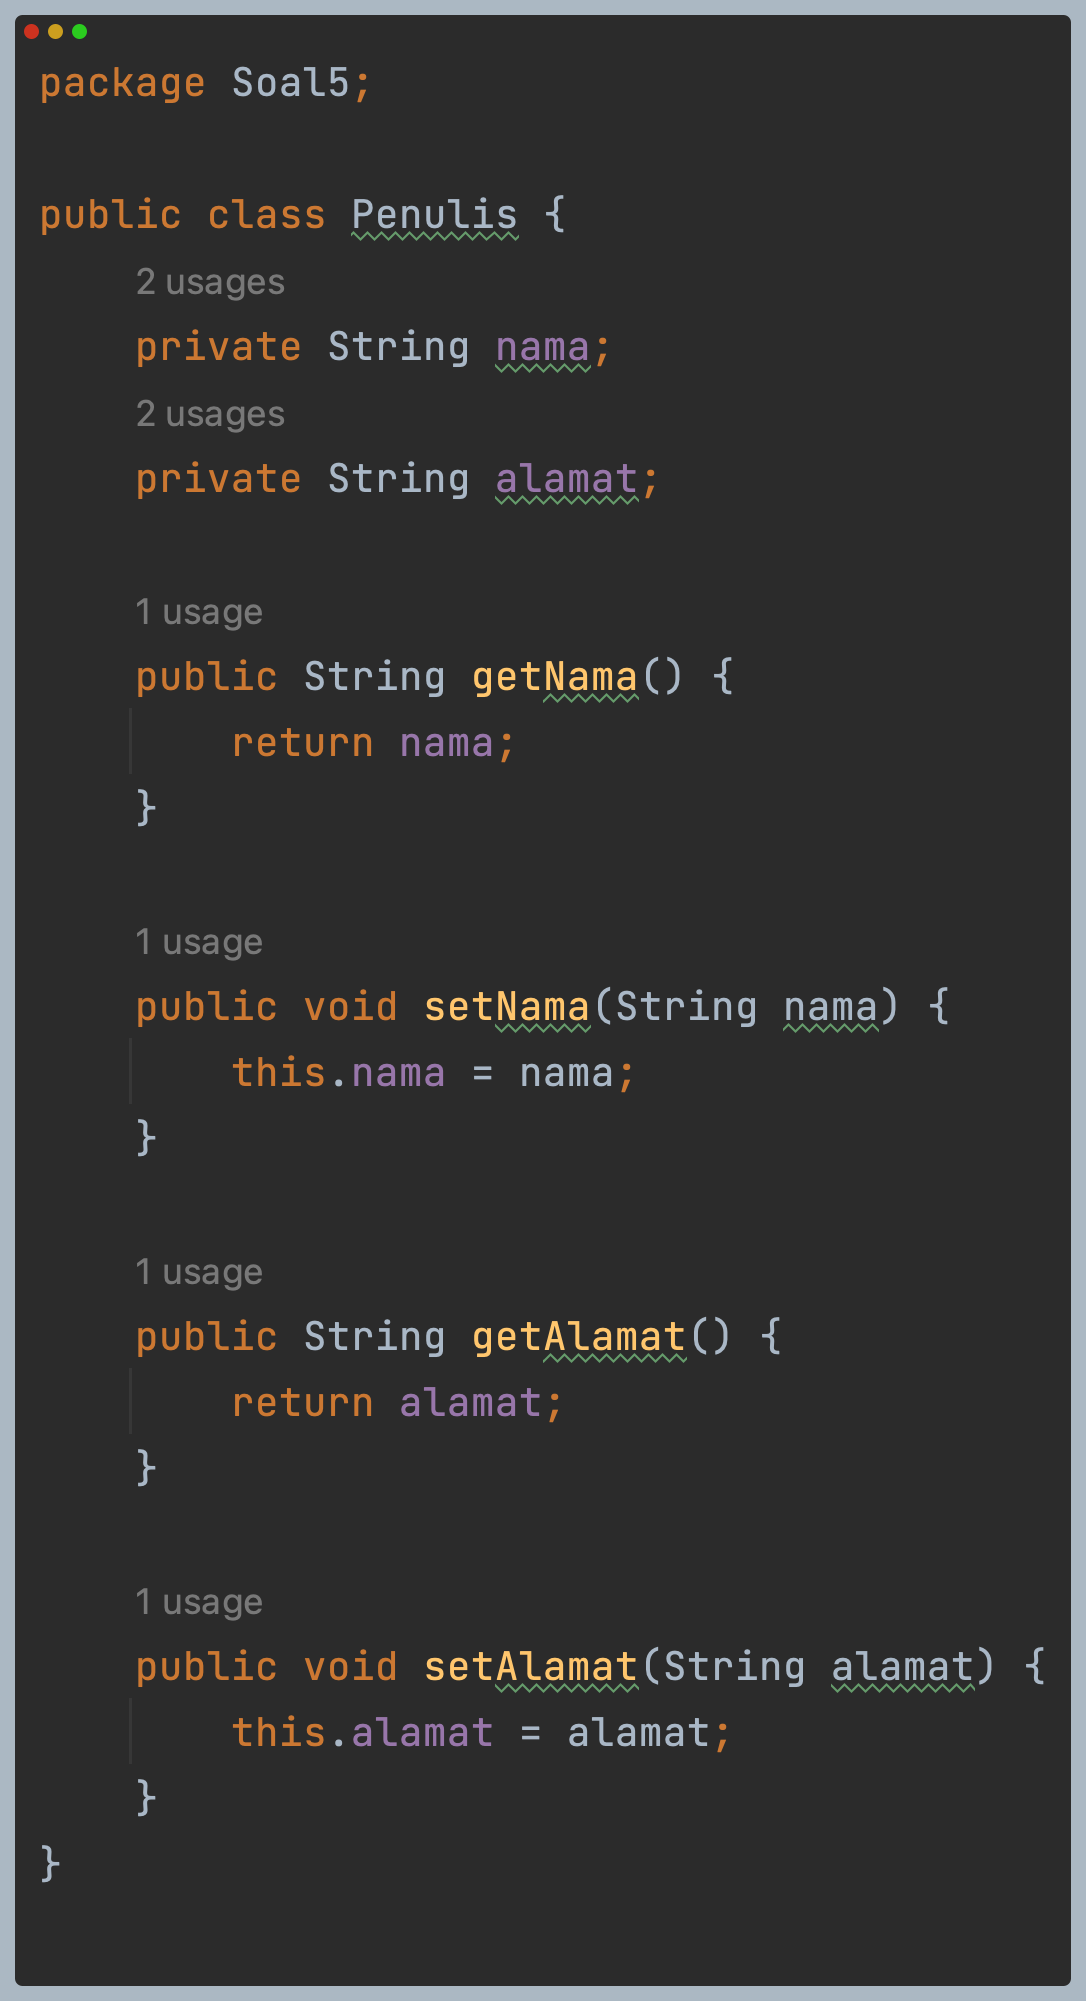 package Soal5;
public class Penulis {
2 usages
private String nama;
2 usages
private String alamat;
1 usage
public String getNama() {
return nama;
}
1 usage
public void setNama(String nama) {
this.nama = nama;
}
1 usage
public String getAlamat() {
return alamat;
}
1 usage
public void setAlamat(String alamat) {
this.alamat = alamat;
}
}